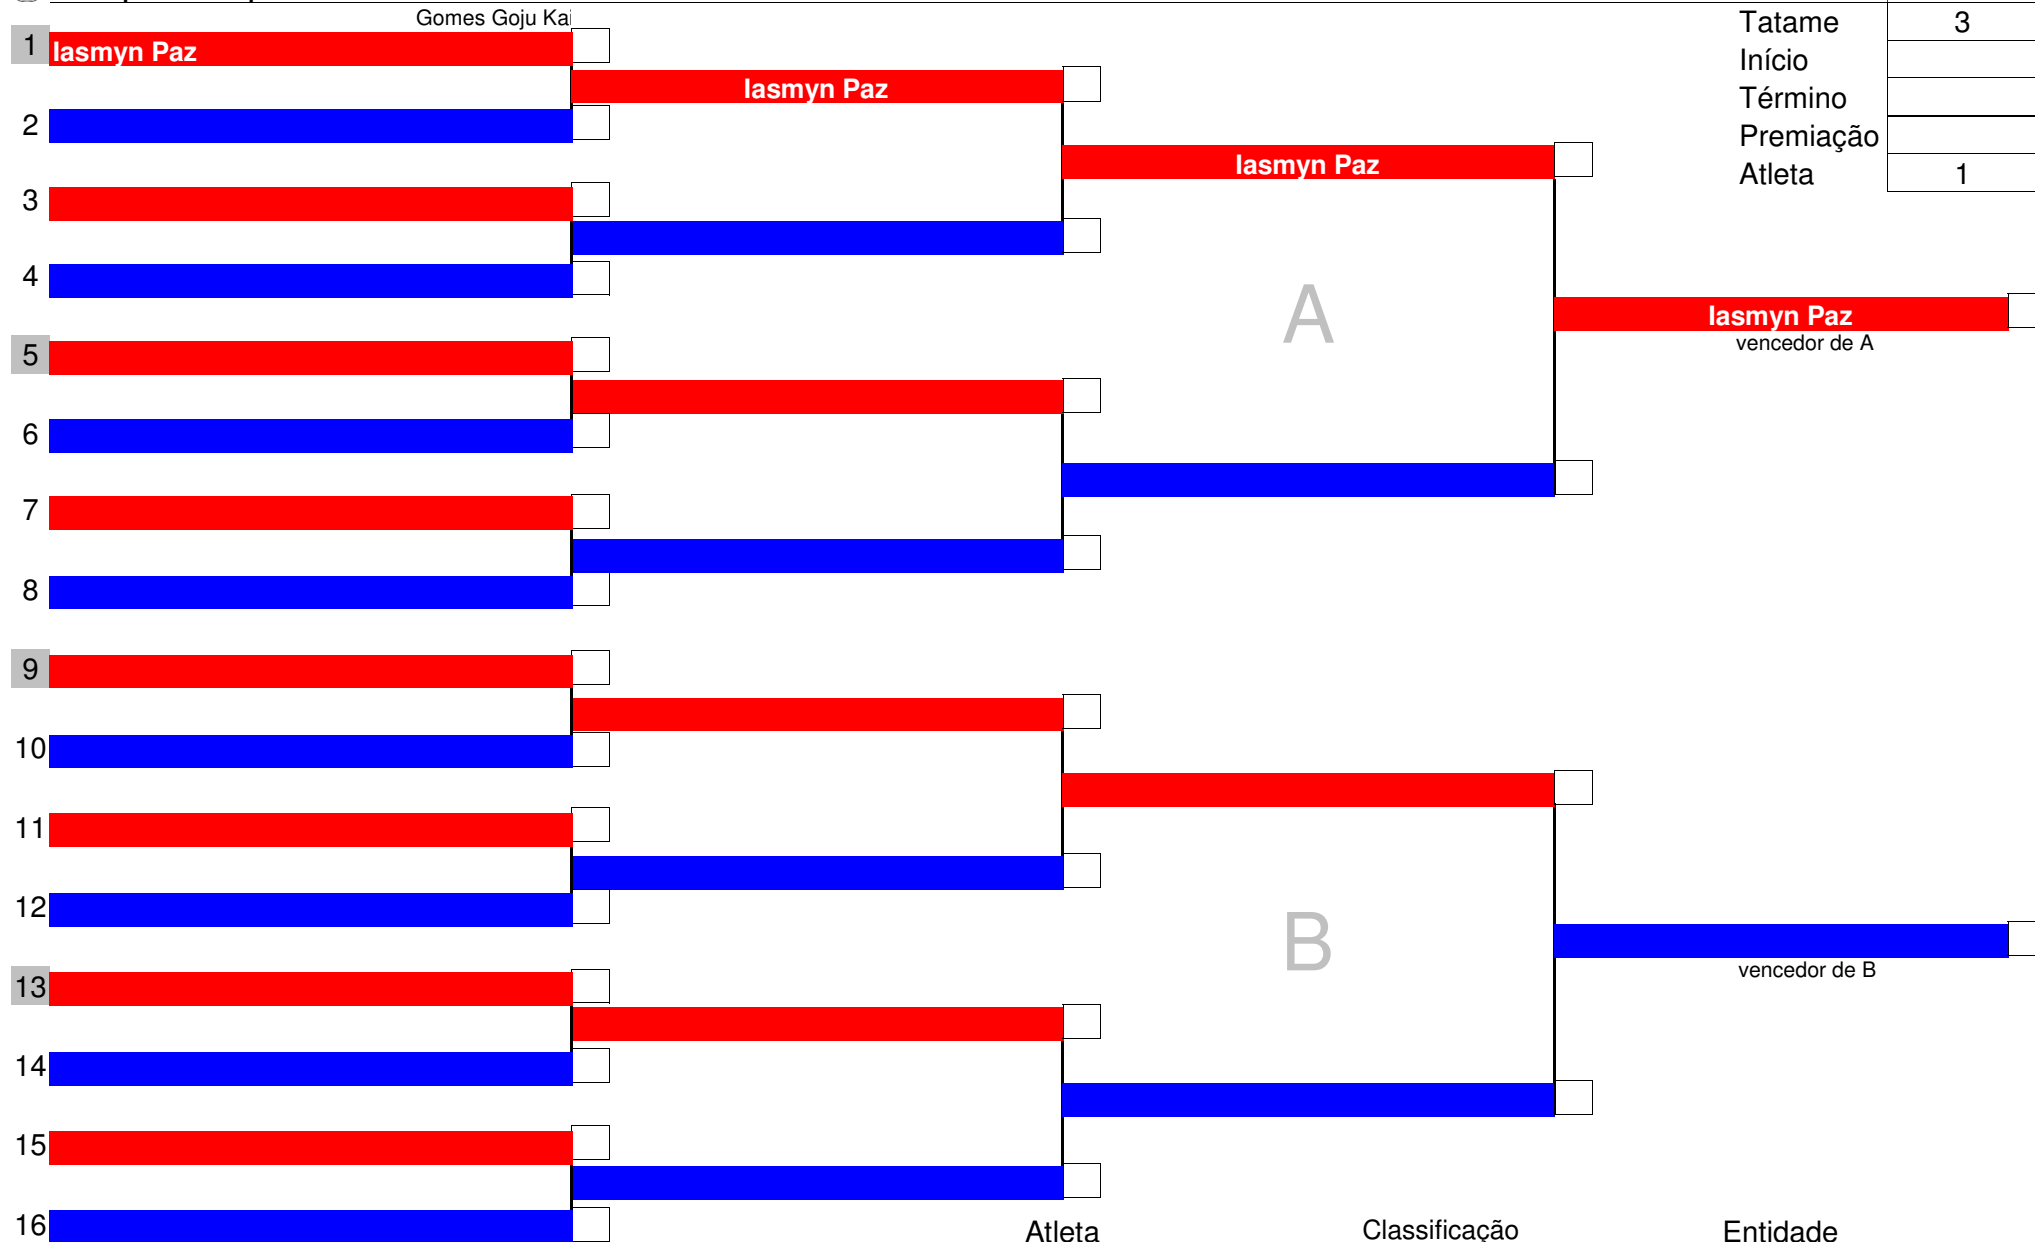 Gomes Goju Kai
Tatame 3
1 Iasmyn Paz
Início
Iasmyn Paz
Término
2
Premiação
Iasmyn Paz
Atleta 1
3
4
A
Iasmyn Paz
vencedor de A
5
6
7
8
9
10
11
12
B
vencedor de B
13
14
15
16
Atleta Classificação Entidade